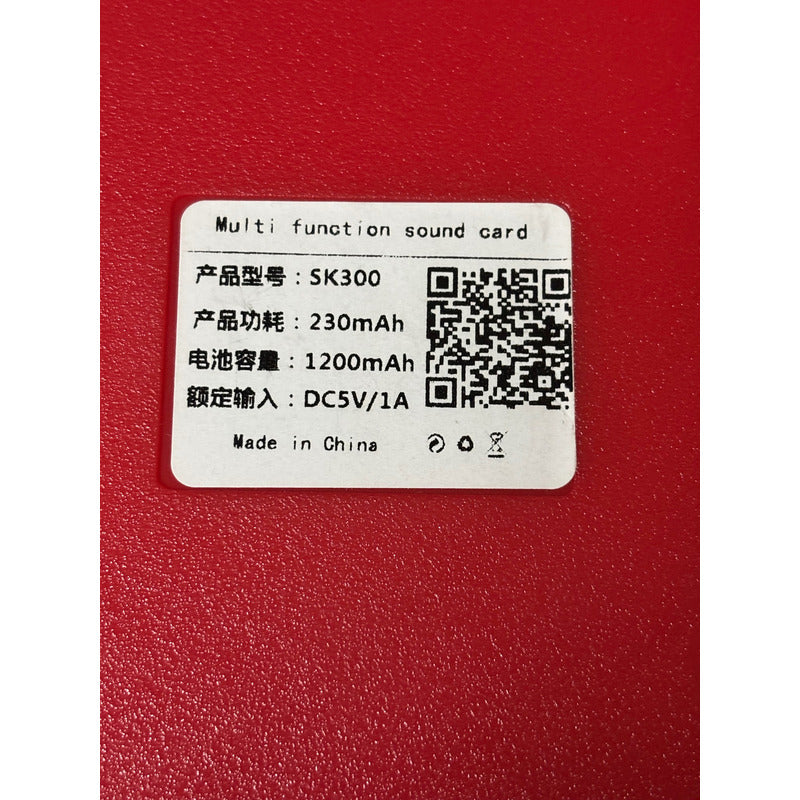 Multi function sound card
产品型号：SK300
产品功耗：230mAh
电池容量：1200mAh
额定输入：DC5V/1A
Made in China